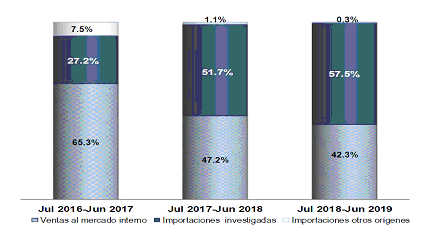 7.5% 1.1% 0.3%
27.2% 51.7% 57.5%
65.3% 47.2% 42.3%
Jul 2016-Jun 2017 Jul 2017-Jun 2018 Jul 2018-Jun 2019
Ventas al mercado interno Importaciones investigadas Importaciones otros orígenes